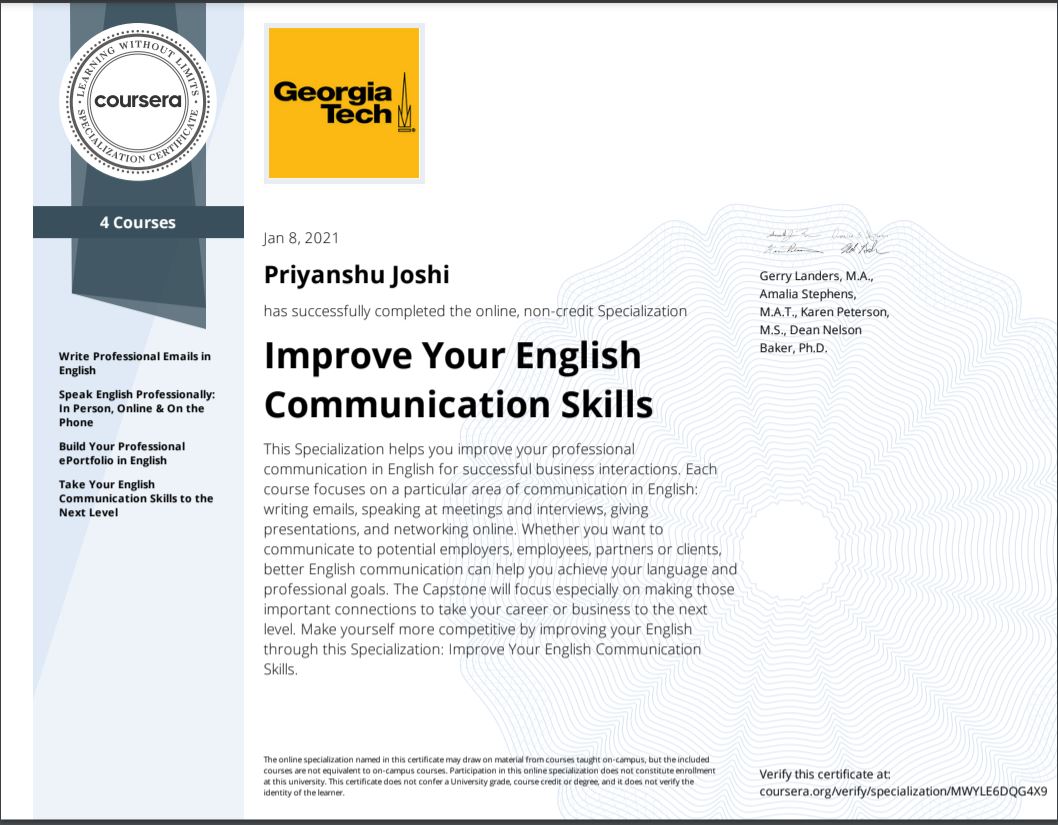 LEARNING WITHOUT LIMITS
coursera
SPECIALIZATION CERTIFICATE
4 Courses
Write Professional Emails in
English
Speak English Professionally:
In Person, Online & On the
Phone
Build Your Professional
ePortfolio in English
Take Your English
Communication Skills to the
Next Level
Georgia
Tech
Jan 8, 2021
Priyanshu Joshi
has successfully completed the online, non-credit Specialization
Improve Your English
Communication Skills
This Specialization helps you improve your professional
communication in English for successful business interactions. Each
course focuses on a particular area of communication in English:
writing emails, speaking at meetings and interviews, giving
presentations, and networking online. Whether you want to
communicate to potential employers, employees, partners or clients,
better English communication can help you achieve your language and
professional goals. The Capstone will focus especially on making those
important connections to take your career or business to the next
level. Make yourself more competitive by improving your English
through this Specialization: Improve Your English Communication
Skills.
Gerry Landers, M.A.,
Amalia Stephens,
M.A.T., Karen Peterson,
M.S., Dean Nelson
Baker, Ph.D.
The online specialization named in this certificate may draw on material from courses taught on-campus, but the included
courses are not equivalent to on-campus courses. Participation in this online specialization does not constitute enrollment
at this university. This certificate does not confer a University grade, course credit or degree, and it does not verify the
identity of the learner.
Verify this certificate at:
coursera.org/verify/specialization/MWYLE6DQG4X9